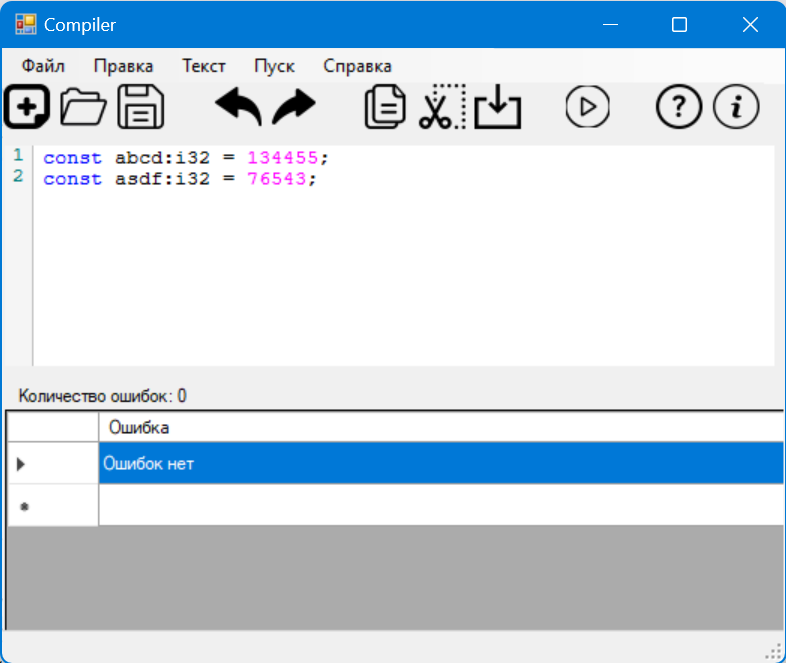 Compiler
Файл Правка Текст Пуск Справка
1 const abcd:i32 = 134455;
2 const asdf:i32 = 76543;
Количество ошибок: 0
Ошибка
Ошибок нет